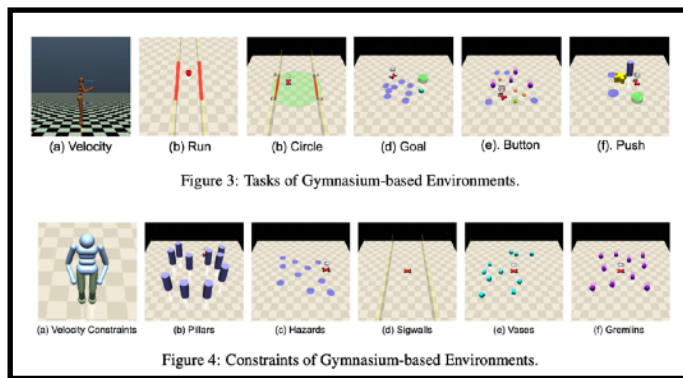 (a) Velocity (b) Run (b) Circle (d) Goal (e). Button (f). Push
Figure 3: Tasks of Gymnasium-based Environments.
(a) Velocity Constraints (b) Pillars (c) Hazards (d) Sigwalls (e) Vases (f) Gremlins
Figure 4: Constraints of Gymnasium-based Environments.